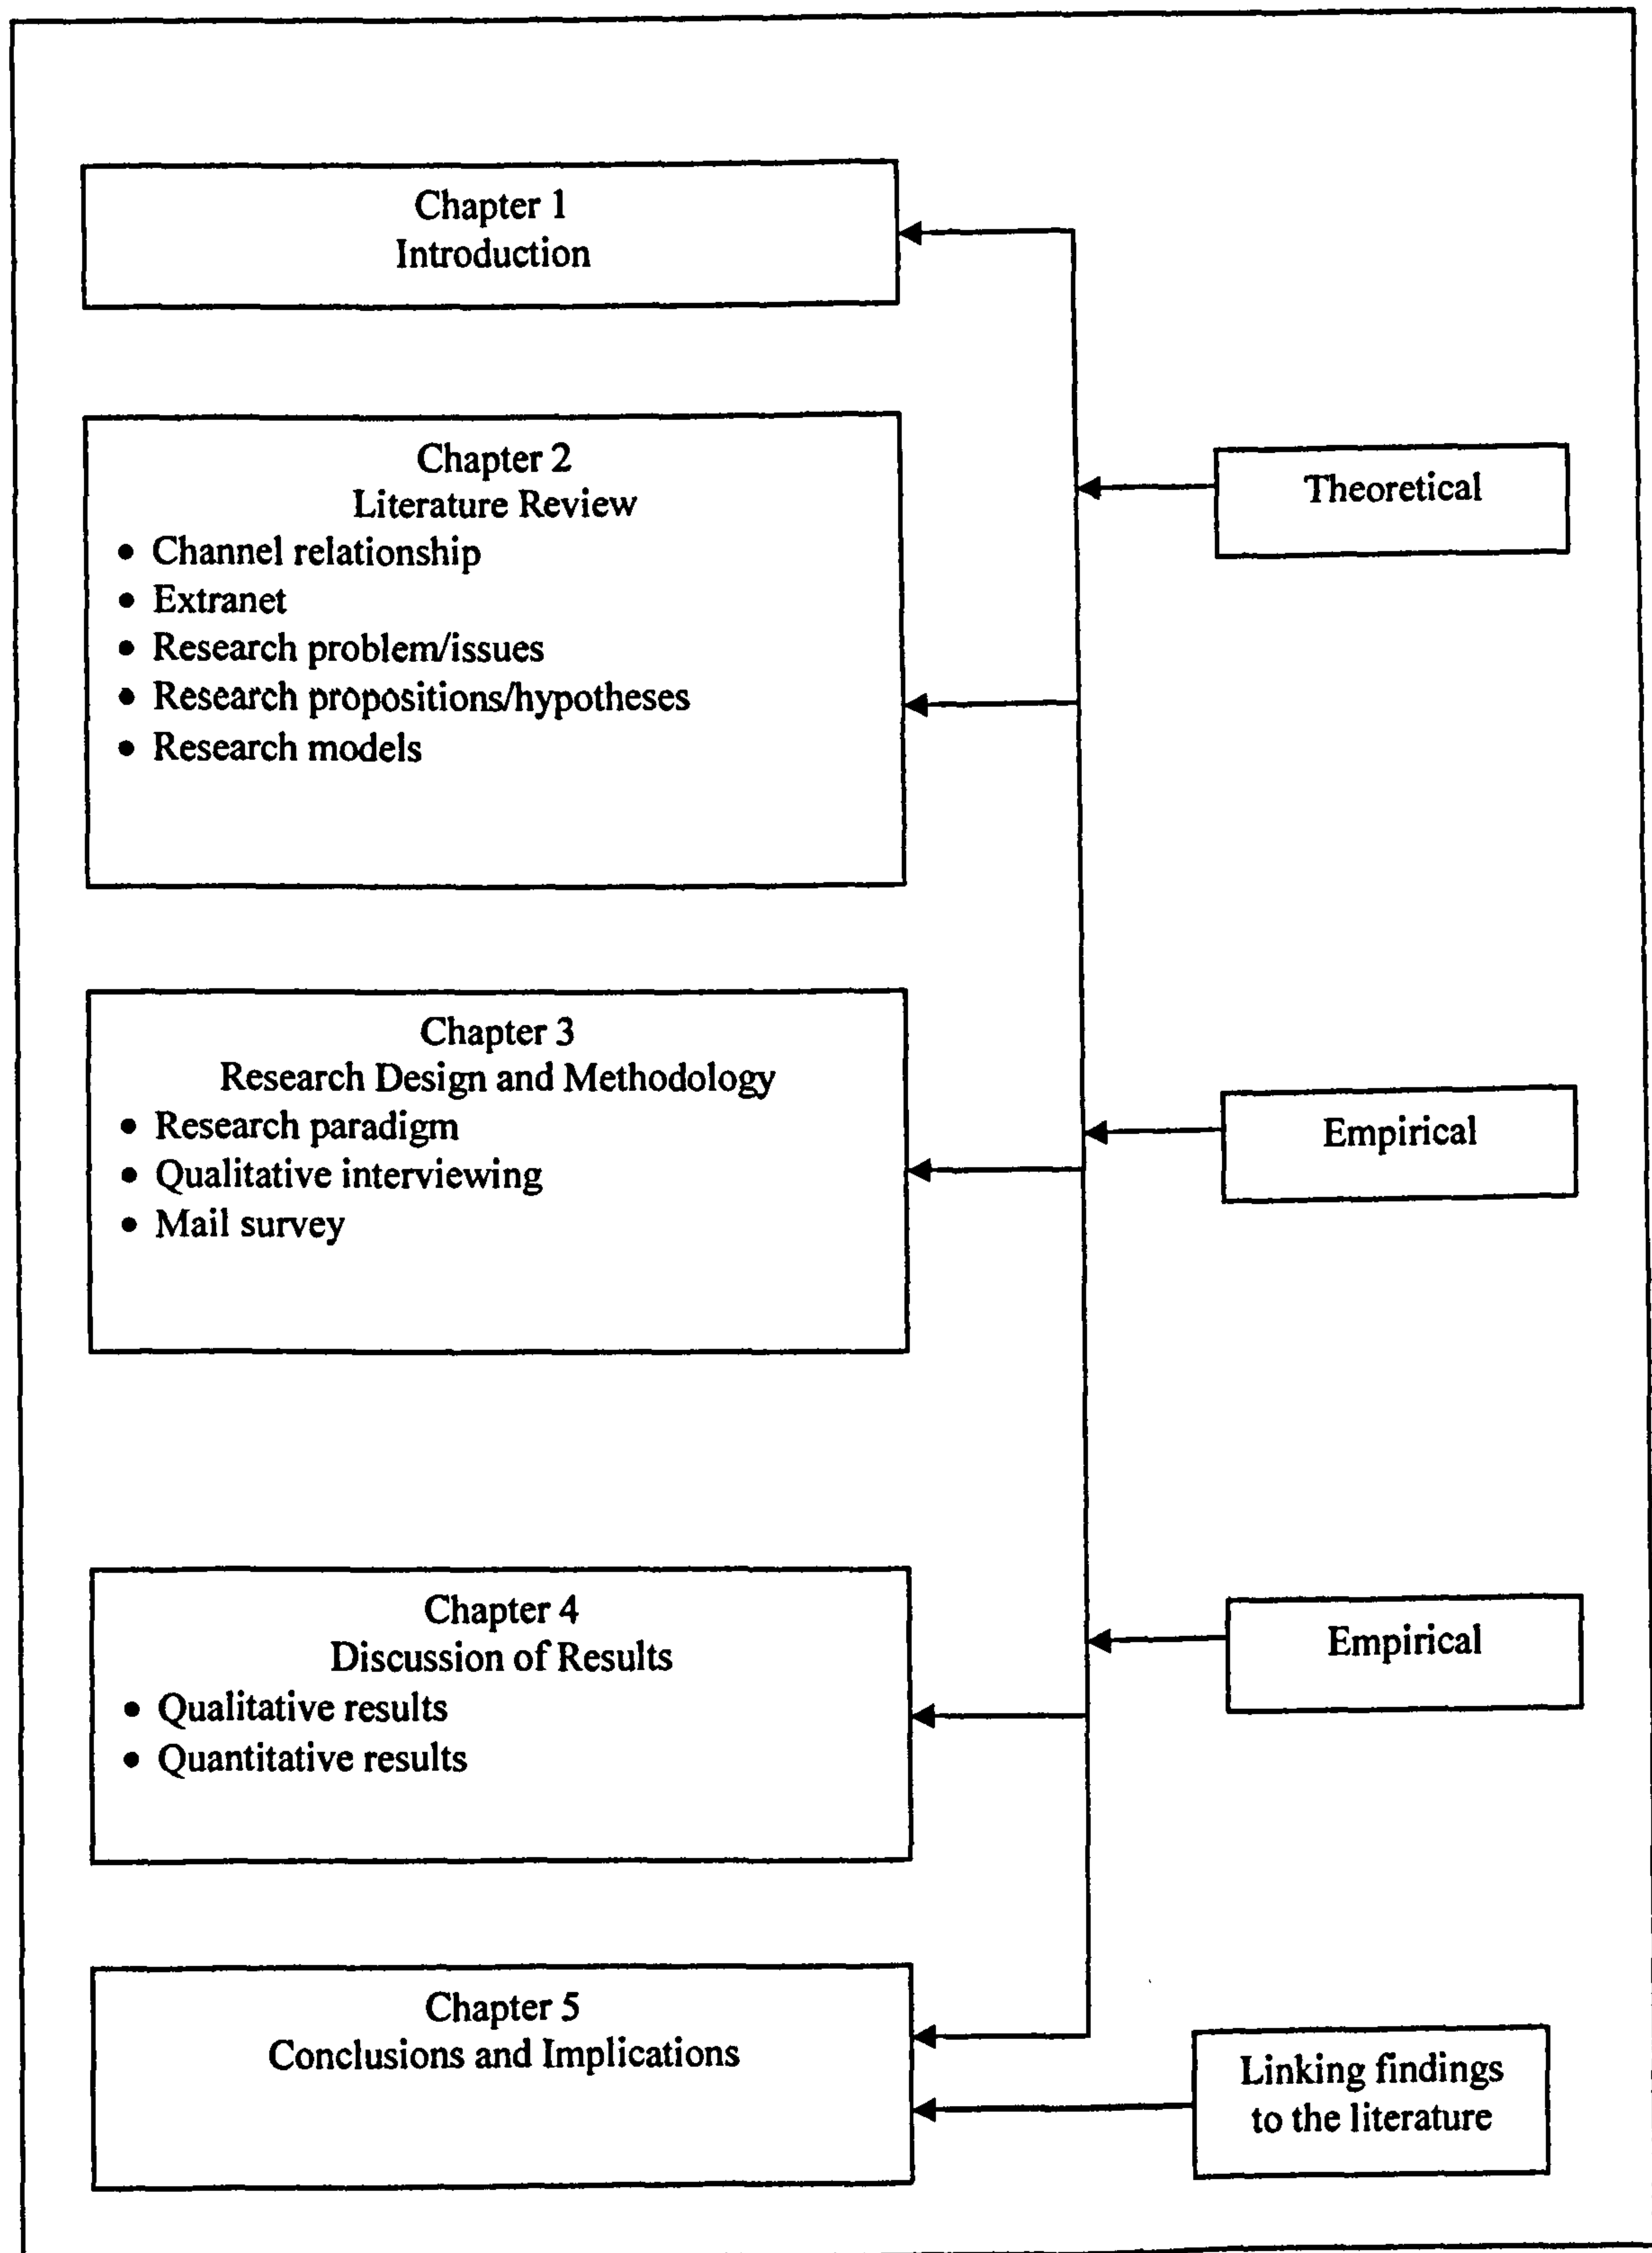 Chapter 1
Introduction
Chapter 2
Literature Review
• Channel relationship
• Extranet
• Research problem/issues
• Research propositions/hypotheses
• Research models
Theoretical
Chapter 3
Research Design and Methodology
• Research paradigm
• Qualitative interviewing
• Mail survey
Empirical
Chapter 4
Discussion of Results
• Qualitative results
• Quantitative results
Empirical
Chapter 5
Conclusions and Implications
Linking findings
to the literature